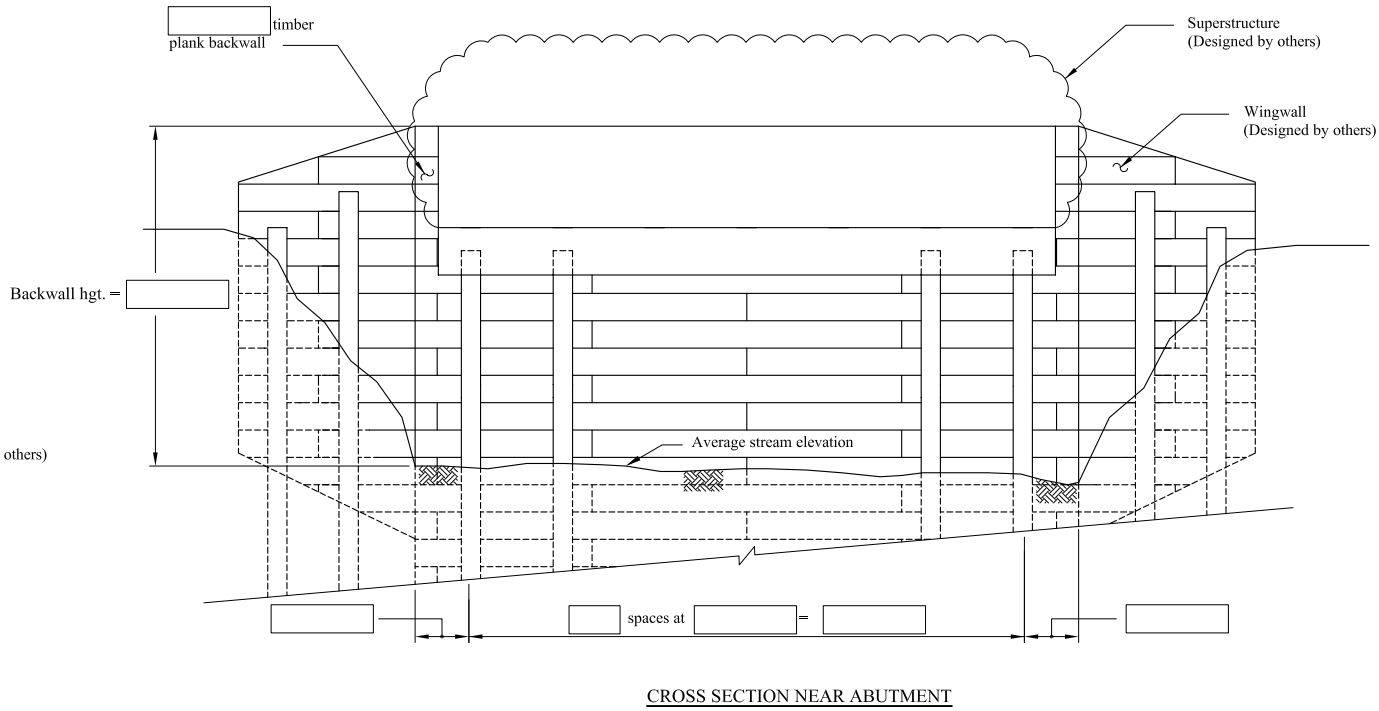 timber
plank backwall
Superstructure
(Designed by others)
Wingwall
(Designed by others)
Backwall hgt. =
Average stream elevation
others)
spaces at =
CROSS SECTION NEAR ABUTMENT